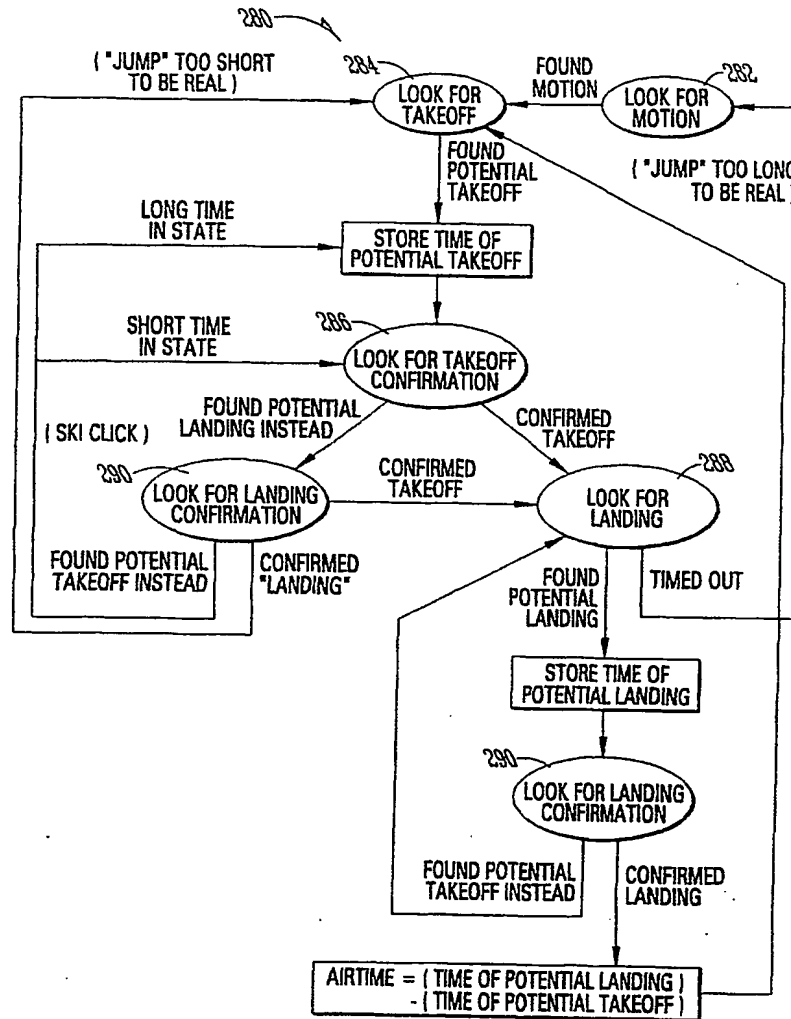 280
( "JUMP" TOO SHORT
TO BE REAL )
284
LOOK FOR
TAKEOFF
FOUND
MOTION
282
LOOK FOR
MOTION
FOUND
POTENTIAL
TAKEOFF
( "JUMP" TOO LONG
TO BE REAL )
LONG TIME
IN STATE
STORE TIME OF
POTENTIAL TAKEOFF
SHORT TIME
IN STATE
286
LOOK FOR TAKEOFF
CONFIRMATION
( SKI CLICK )
FOUND POTENTIAL
LANDING INSTEAD
CONFIRMED
TAKEOFF
290
LOOK FOR LANDING
CONFIRMATION
CONFIRMED
TAKEOFF
288
LOOK FOR
LANDING
FOUND POTENTIAL
TAKEOFF INSTEAD
CONFIRMED
"LANDING"
FOUND
POTENTIAL
LANDING
TIMED OUT
STORE TIME OF
POTENTIAL LANDING
290
LOOK FOR LANDING
CONFIRMATION
FOUND POTENTIAL
TAKEOFF INSTEAD
CONFIRMED
LANDING
AIRTIME = ( TIME OF POTENTIAL LANDING )
- ( TIME OF POTENTIAL TAKEOFF )